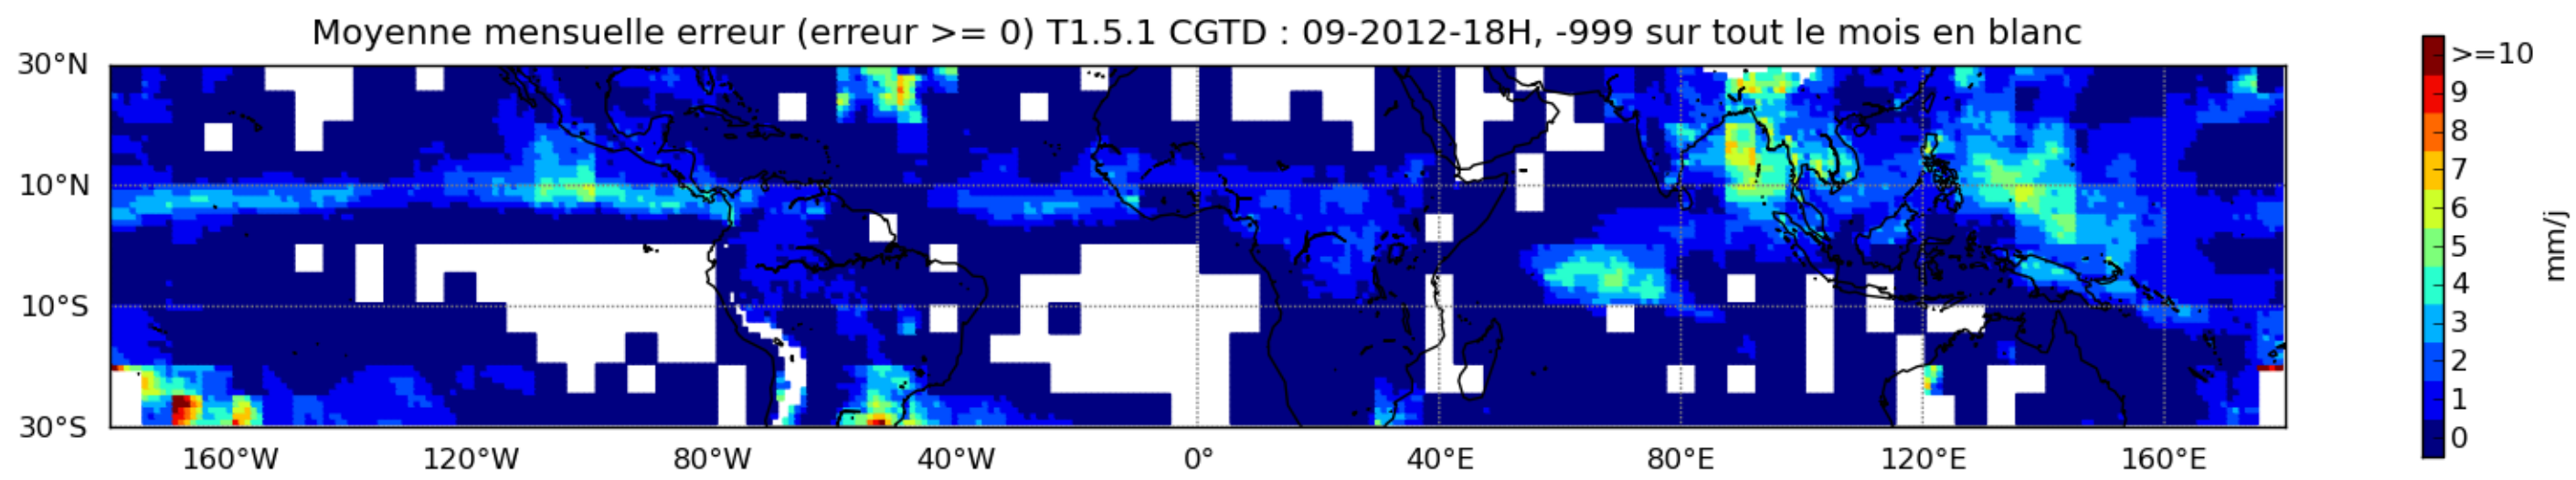 Moyenne mensuelle erreur (erreur >= 0) T1.5.1 CGTD : 09-2012-18H, -999 sur tout le mois en blanc
30°N
10°N
10°S
30°S
160°W 120°W 80°W 40°W 0° 40°E 80°E 120°E 160°E
>=10
9
8
7
6
5
4
3
2
1
0
mm/j